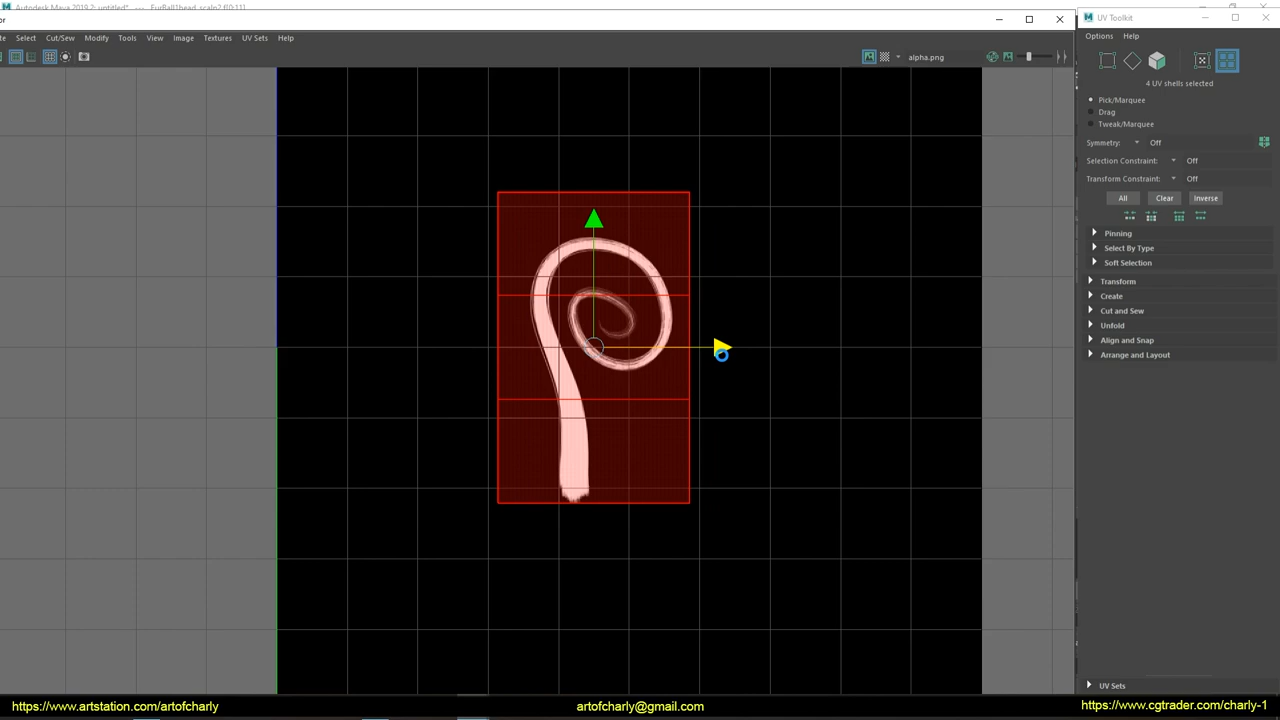 Autodesk Maya 2019.2: untitled* --- FurBall1head_scalp2.f[0:11]
UV Toolkit
Select Cut/Sew Modify Tools View Image Textures UV Sets Help
Options Help
alpha.png
4 UV shells selected
Pick/Marquee
Drag
Tweak/Marquee
Symmetry: Off
Selection Constraint: Off
Transform Constraint: Off
All Clear Inverse
Pinning
Select By Type
Soft Selection
Transform
Create
Cut and Sew
Unfold
Align and Snap
Arrange and Layout
UV Sets
https://www.artstation.com/artofcharly artofcharly@gmail.com https://www.cgtrader.com/charly-1